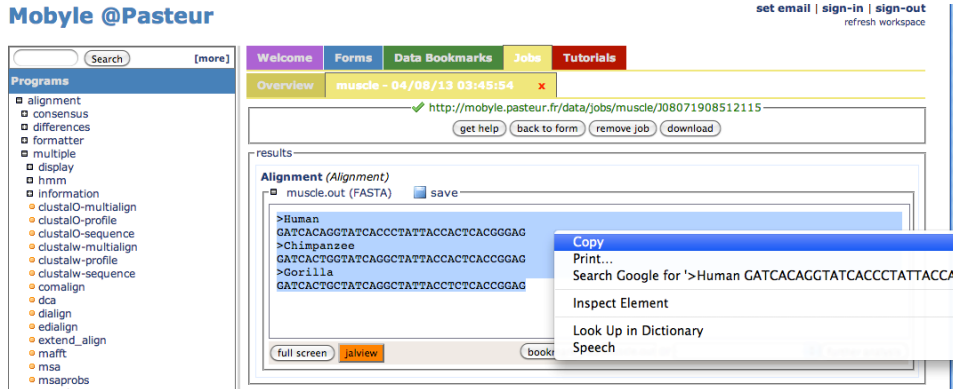 Mobyle @Pasteur
set email | sign-in | sign-out
refresh workspace
Search
[more]
Programs
alignment
consensus
differences
formatter
multiple
display
hmm
information
clustalO-multialign
clustalO-profile
clustalO-sequence
clustalw-multialign
clustalw-profile
clustalw-sequence
comalign
dca
dialign
edialign
extend_align
mafft
msa
msaprobs
Welcome Forms Data Bookmarks Jobs Tutorials
Overview muscle - 04/08/13 03:45:54 x
http://mobyle.pasteur.fr/data/jobs/muscle/J08071908512115
get help back to form remove job download
results
Alignment (Alignment)
muscle.out (FASTA) save
>Human
GATCACAGGTATCACCCTATTACCACTCACGGGAG
>Chimpanzee
GATCACTGGTATCAGGCTATTACCACTCACCGGAG
>Gorilla
GATCACTGCTATCAGGCTATTACCTCTCACCGGAG
Copy
Print...
Search Google for '>Human GATCACAGGTATCACCCTATTACCA
Inspect Element
Look Up in Dictionary
Speech
full screen jalview book